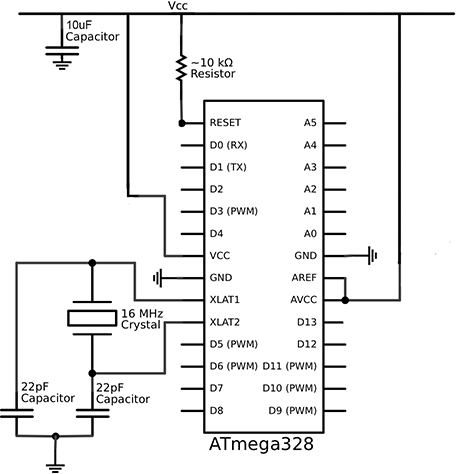 Vcc
10uF
Capacitor
~10 kΩ
Resistor
RESET
D0 (RX)
D1 (TX)
D2
D3 (PWM)
D4
VCC
GND
XLAT1
XLAT2
D5 (PWM)
D6 (PWM)
D7
D8
A5
A4
A3
A2
A1
A0
GND
AREF
AVCC
D13
D12
D11 (PWM)
D10 (PWM)
D9 (PWM)
16 MHz
Crystal
22pF
Capacitor
22pF
Capacitor
ATmega328